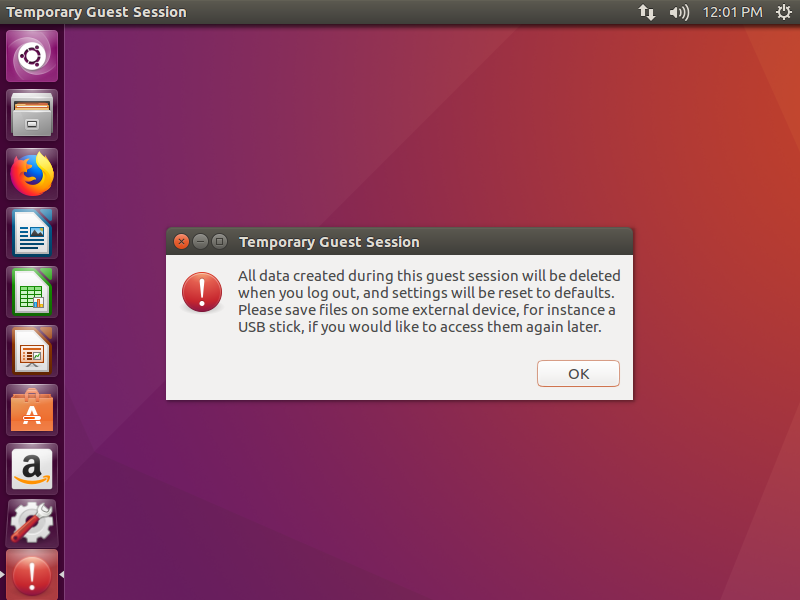 Temporary Guest Session
12:01 PM
Temporary Guest Session
All data created during this guest session will be deleted
when you log out, and settings will be reset to defaults.
Please save files on some external device, for instance a
USB stick, if you would like to access them again later.
OK